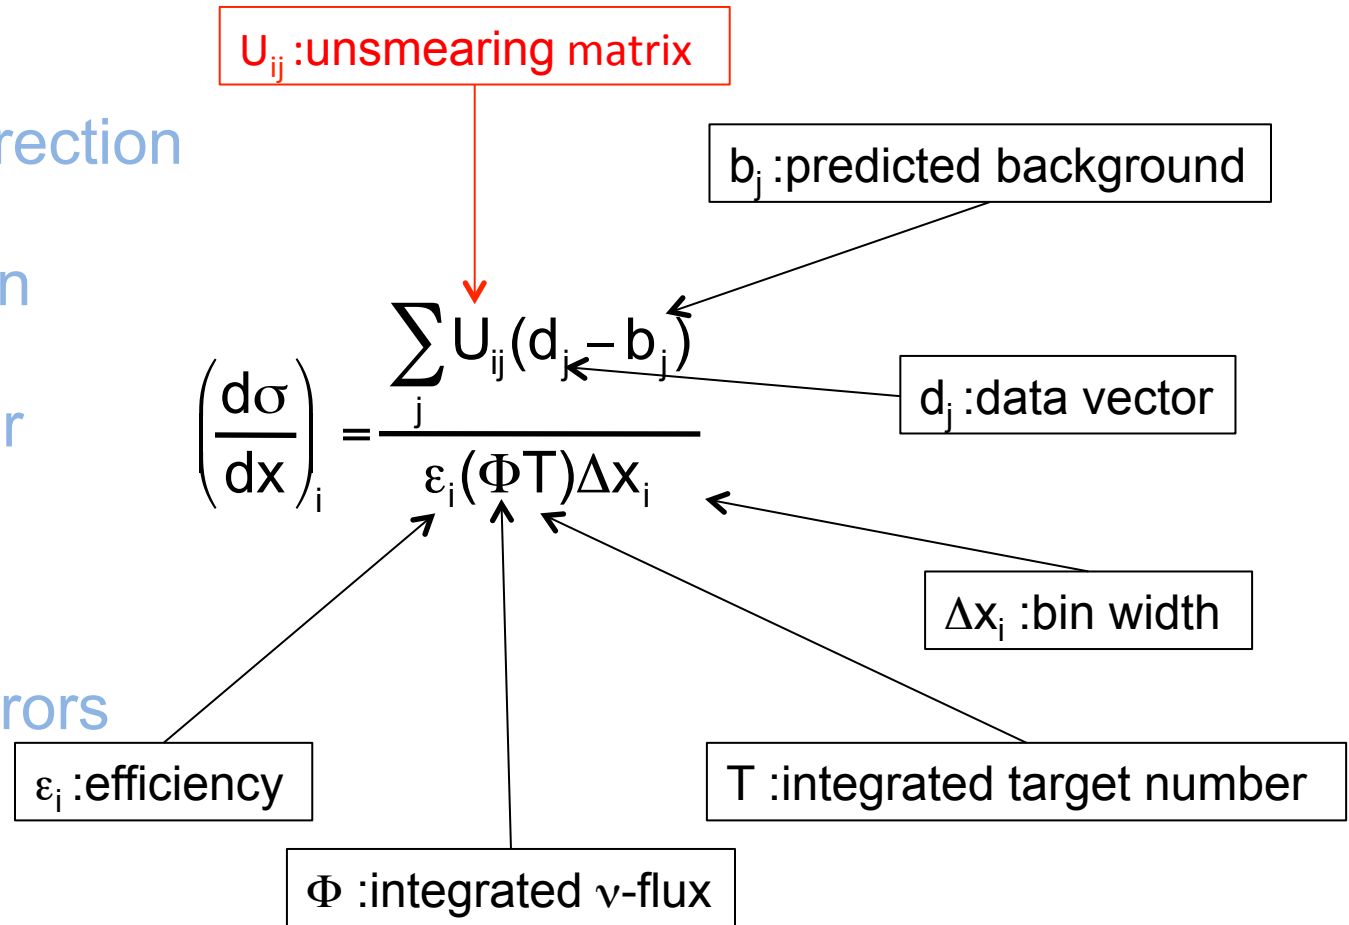 U_ij :unsmearing matrix
rection
b_j :predicted background
n
(dσ/dx)_i = ∑_j U_ij(d_j – b_j) / ε_i(ΦT)Δx_i
d_j :data vector
r
Δx_i :bin width
rrors
ε_i :efficiency
T :integrated target number
Φ :integrated ν-flux